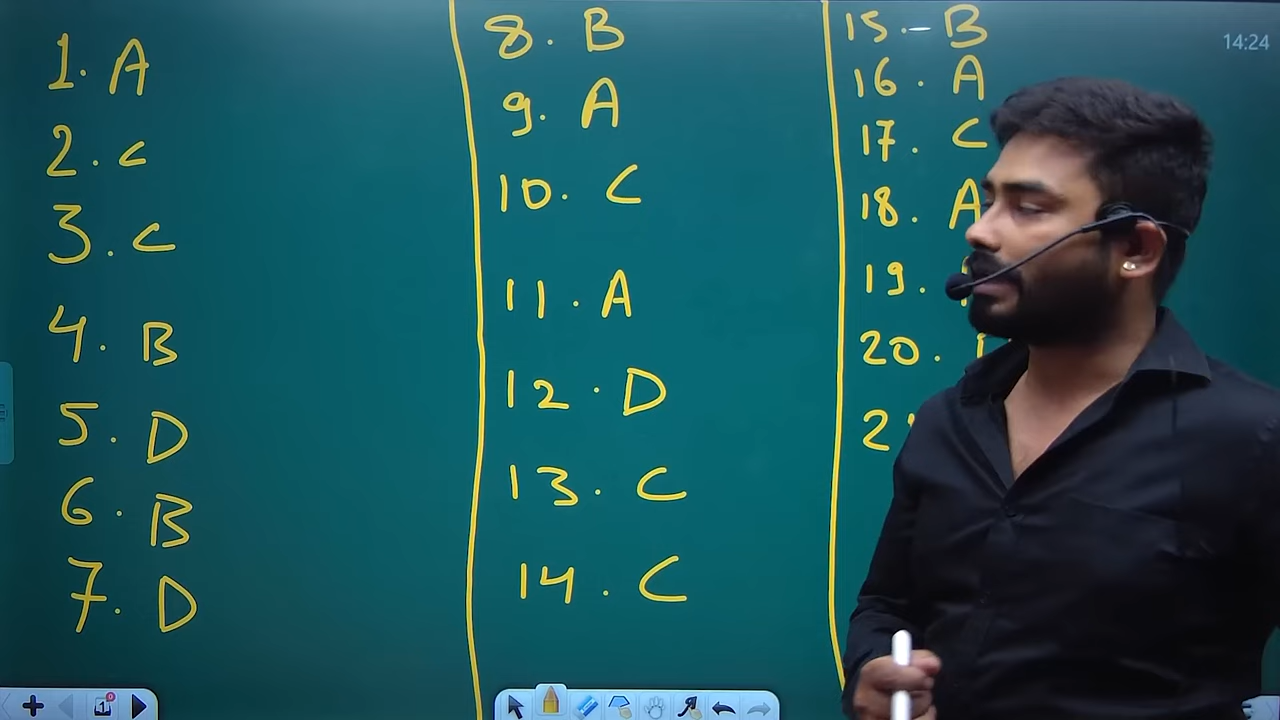 1. A
2. C
3. C
4. B
5. D
6. B
7. D
8. B
9. A
10. C
11. A
12. D
13. C
14. C
15. - B
16. A
17. C
18. A
19.
20.
14:24